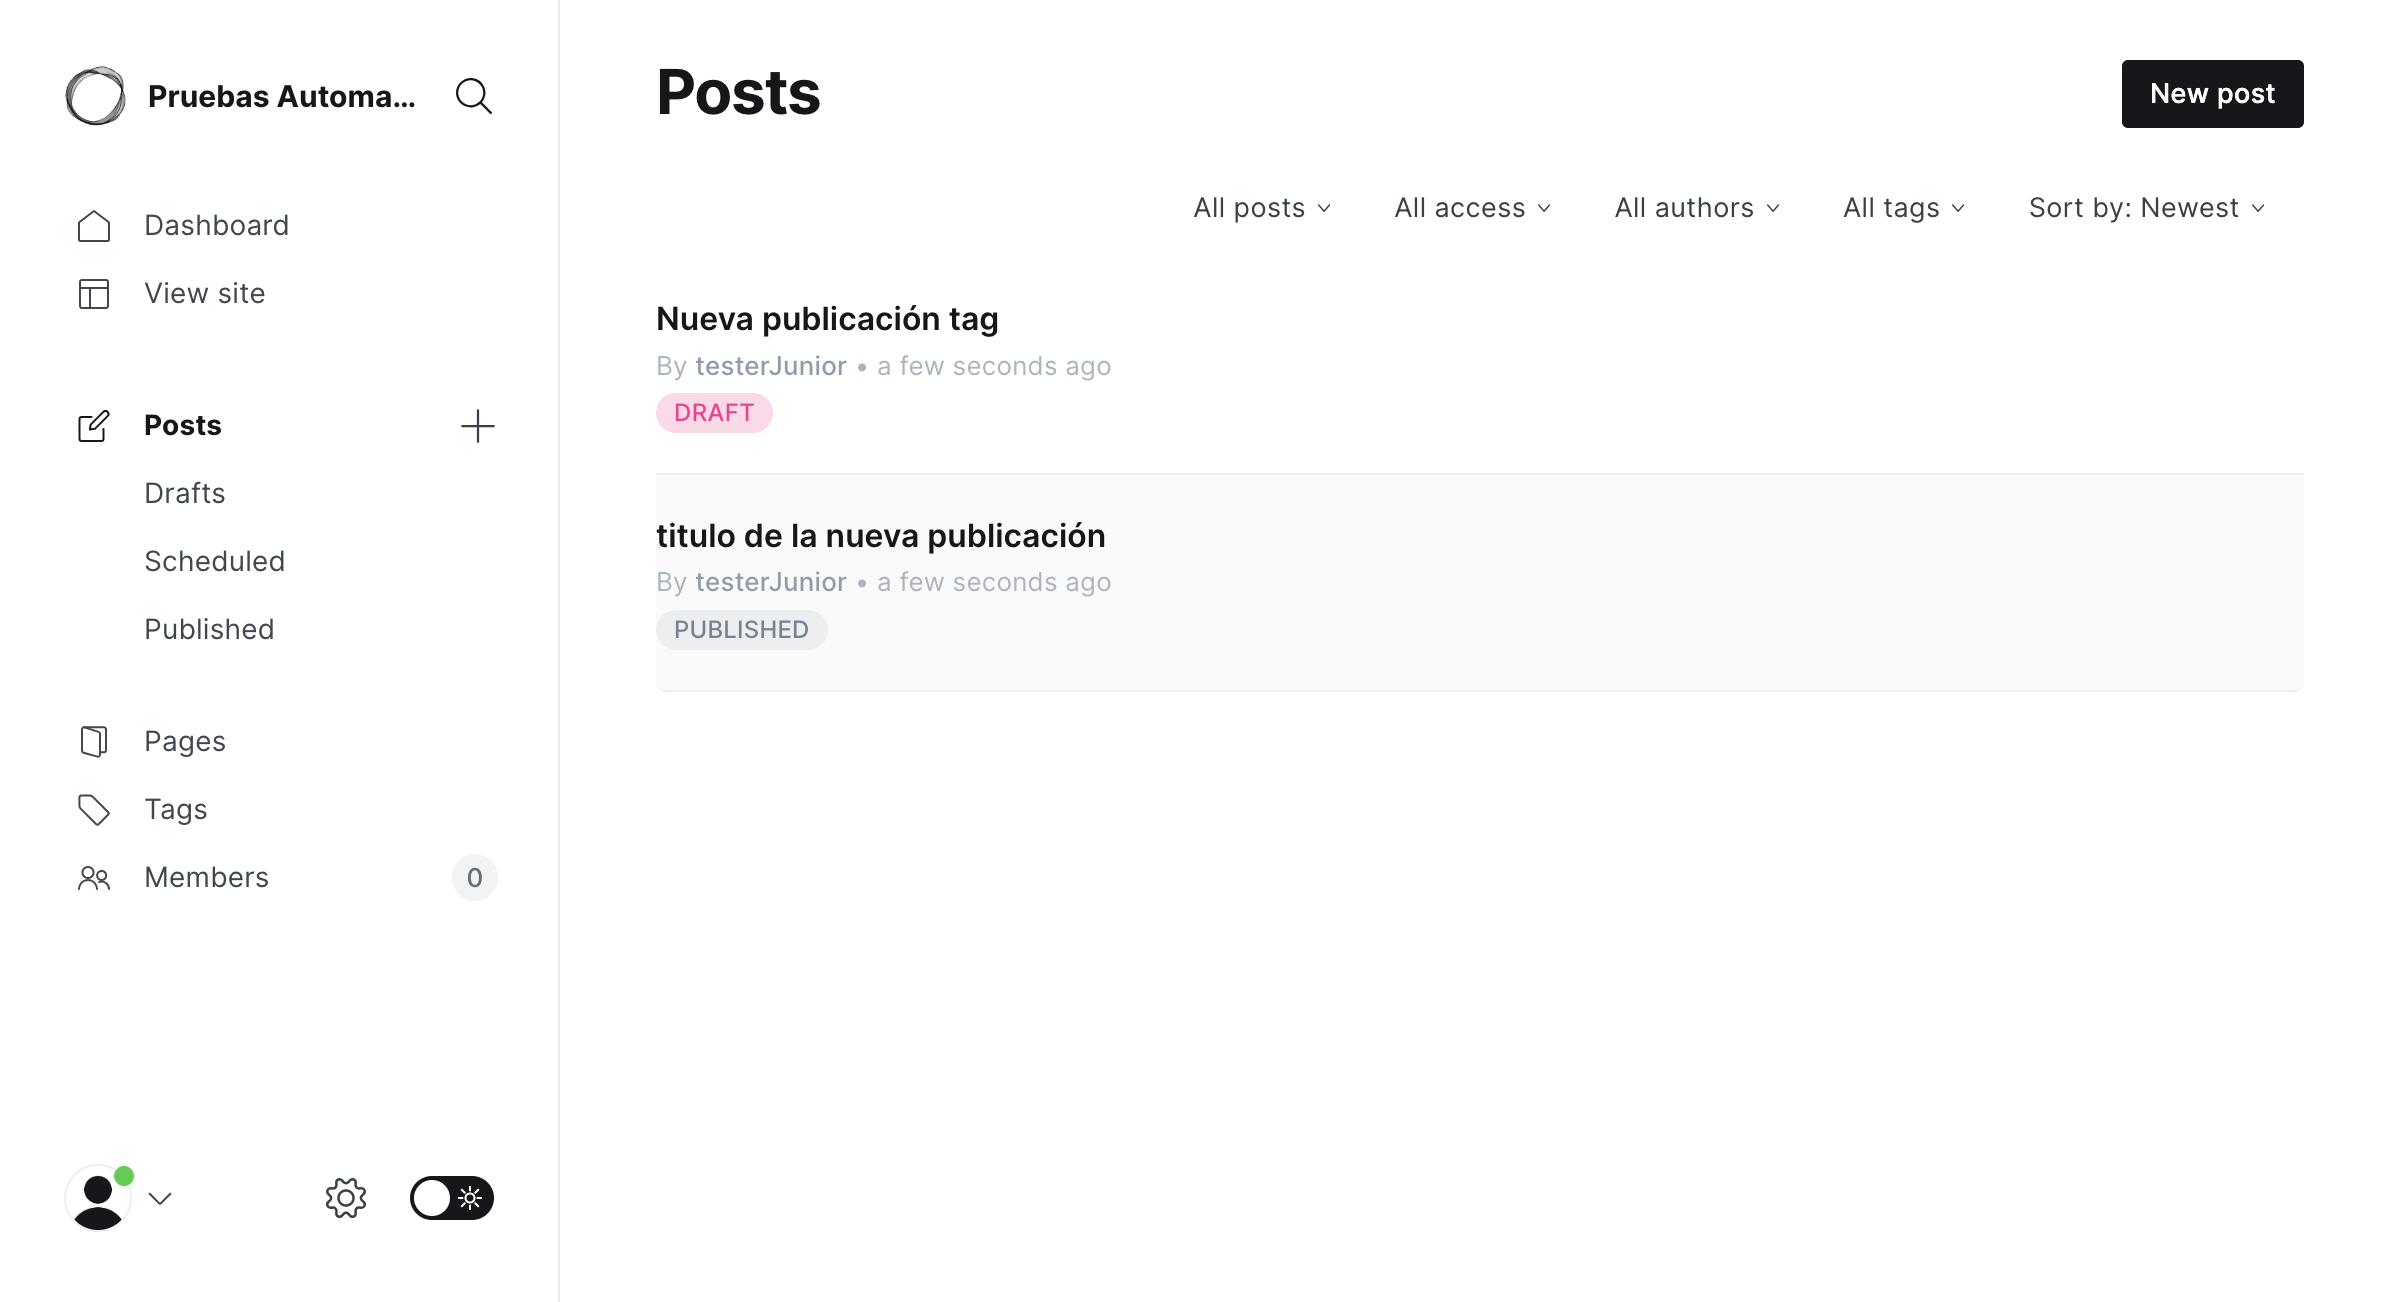 Pruebas Automa...
Dashboard
View site
Posts
Drafts
Scheduled
Published
Pages
Tags
Members 0
Posts
New post
All posts All access All authors All tags Sort by: Newest
Nueva publicación tag
By testerJunior • a few seconds ago
DRAFT
titulo de la nueva publicación
By testerJunior • a few seconds ago
PUBLISHED